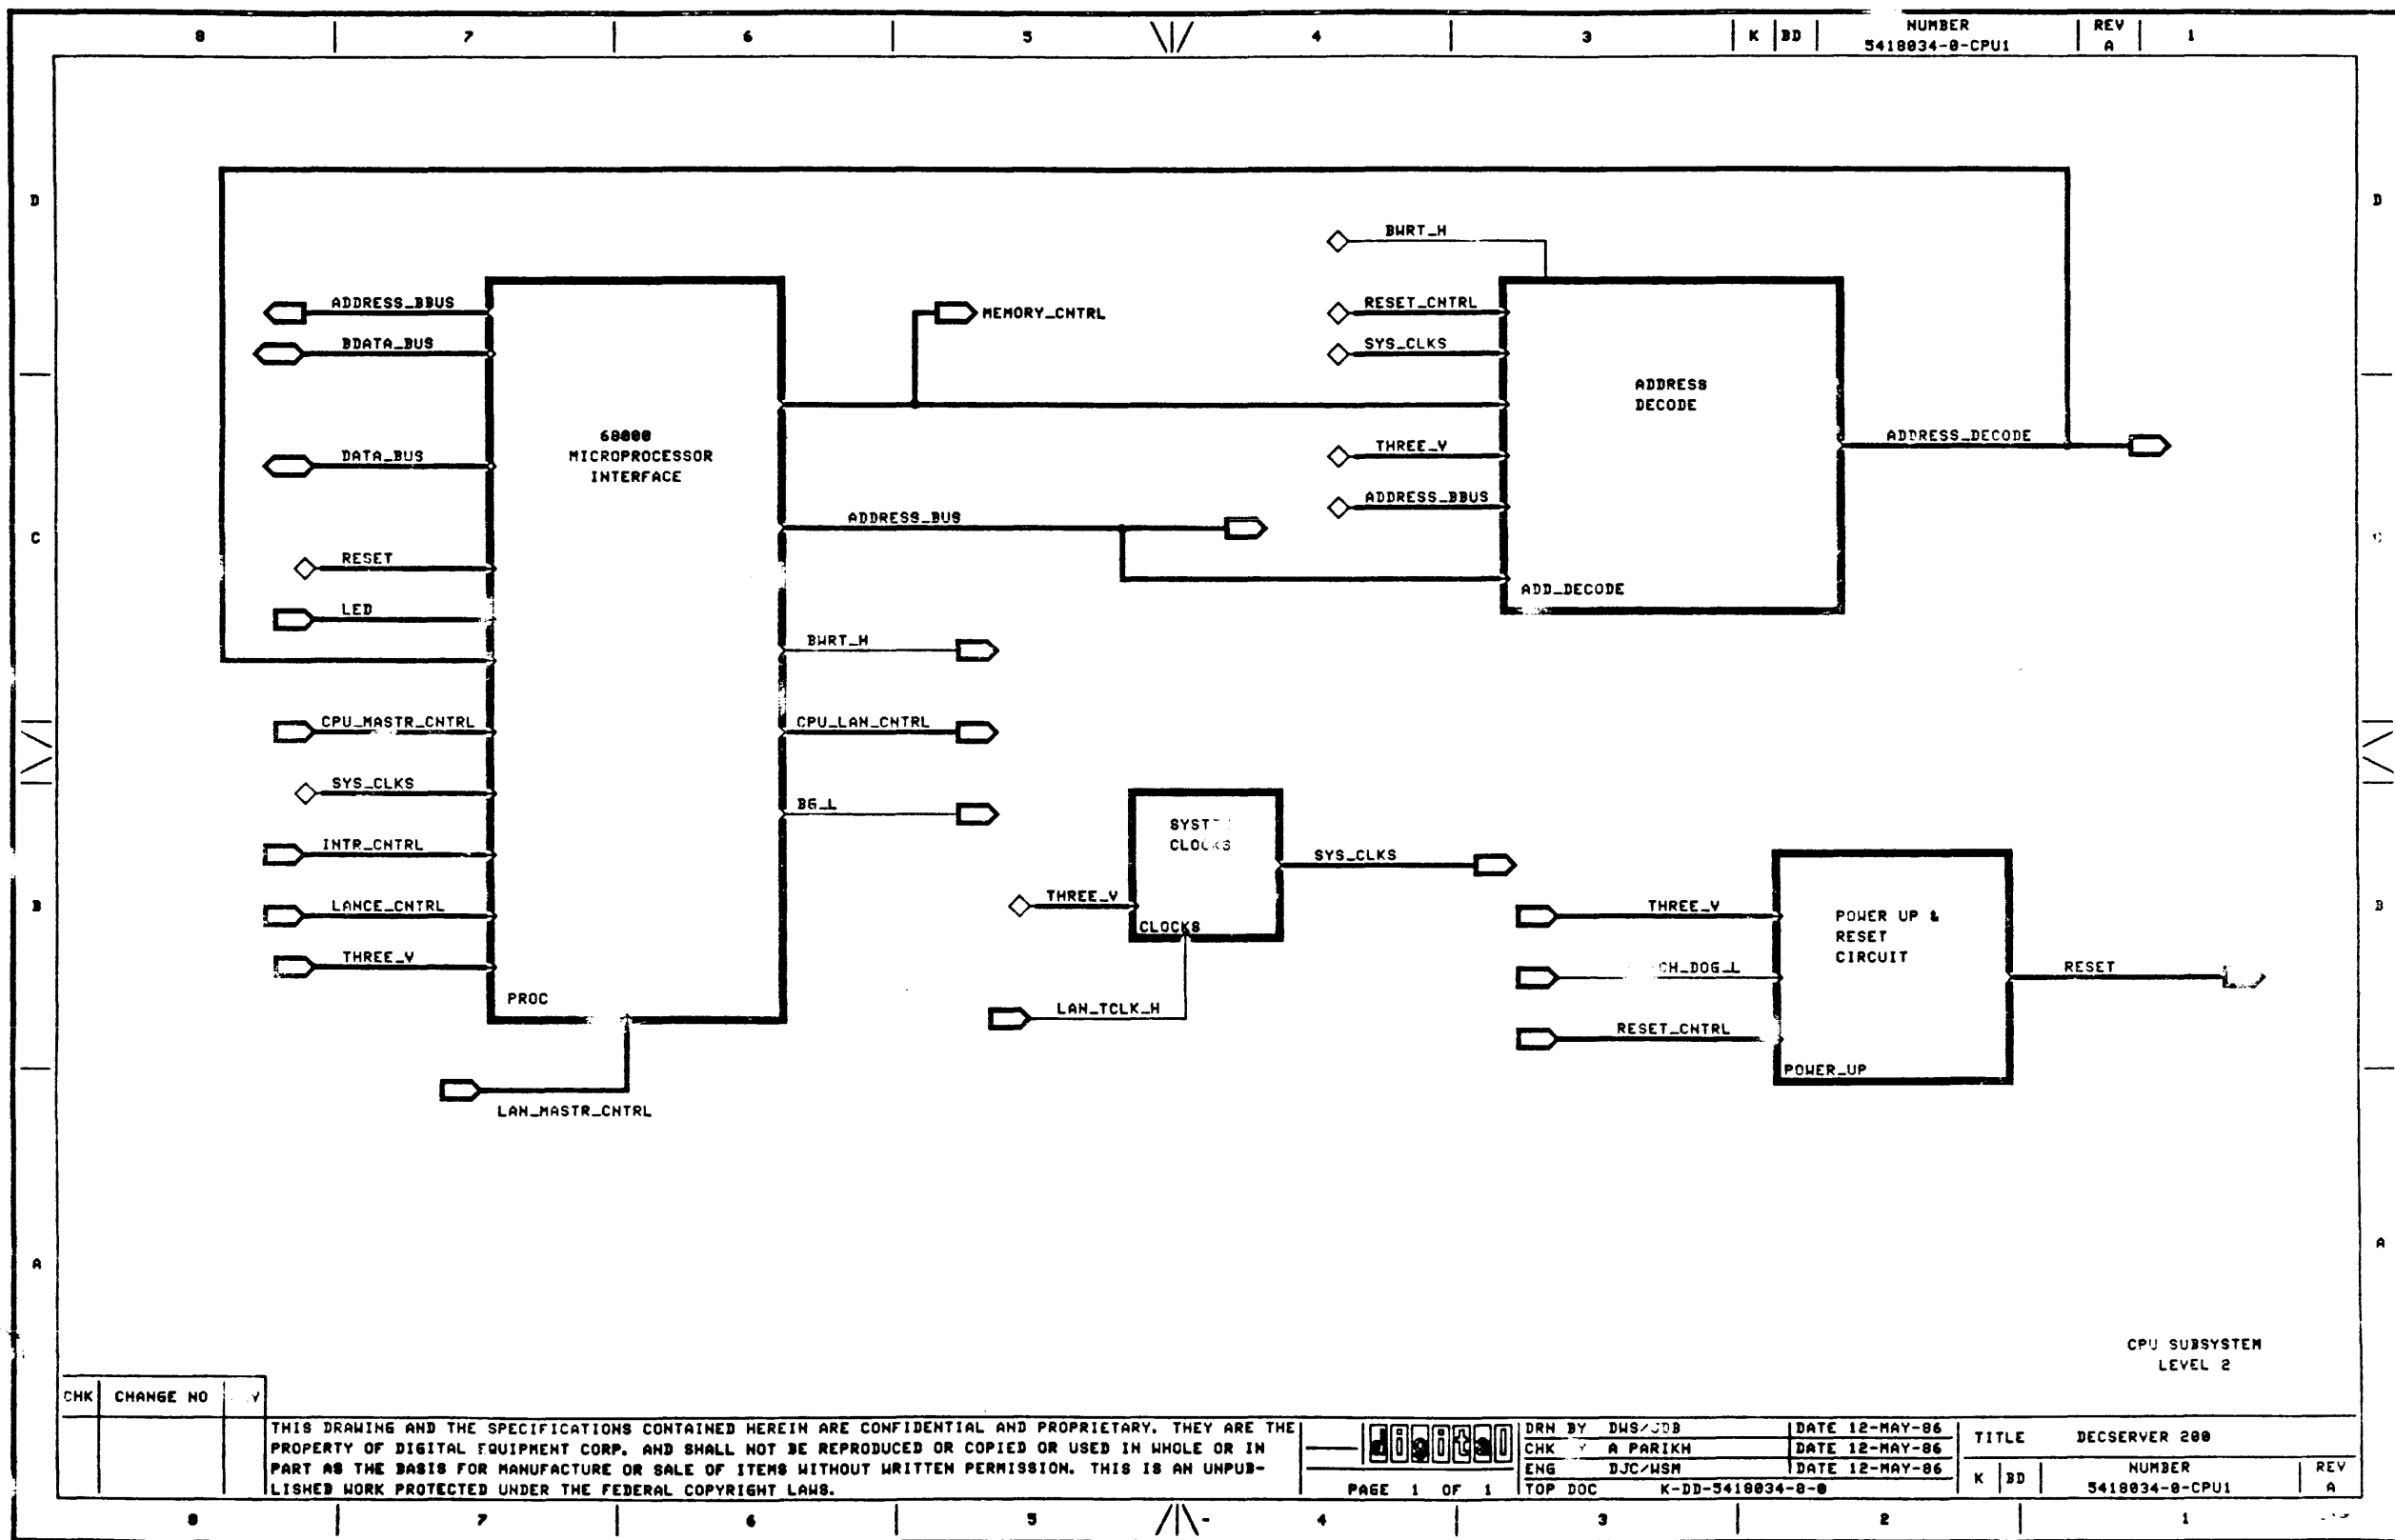 8 7 6 5 4 3 K BD NUMBER REV 1
5418034-0-CPU1 A
D D
BWRT_H
ADDRESS_BBUS MEMORY_CNTRL RESET_CNTRL
BDATA_BUS SYS_CLKS
ADDRESS
DECODE
68000
MICROPROCESSOR
INTERFACE
DATA_BUS THREE_V ADDRESS_DECODE
ADDRESS_BBUS
ADDRESS_BUS
C C
RESET
ADD_DECODE
LED
BWRT_H
CPU_MASTR_CNTRL CPU_LAN_CNTRL
SYS_CLKS
BG_L
CLOCKS
INTR_CNTRL SYS_CLKS
LANCE_CNTRL THREE_V THREE_V
B B
POWER UP &
RESET
CIRCUIT
CLOCKS
THREE_V RESET
PROC
LAN_TCLK_H RESET_CNTRL
POWER_UP
LAN_MASTR_CNTRL
A A
CPU SUBSYSTEM
LEVEL 2
CHK CHANGE NO
THIS DRAWING AND THE SPECIFICATIONS CONTAINED HEREIN ARE CONFIDENTIAL AND PROPRIETARY. THEY ARE THE
PROPERTY OF DIGITAL EQUIPMENT CORP. AND SHALL NOT BE REPRODUCED OR COPIED OR USED IN WHOLE OR IN
PART AS THE BASIS FOR MANUFACTURE OR SALE OF ITEMS WITHOUT WRITTEN PERMISSION. THIS IS AN UNPUB-
LISHED WORK PROTECTED UNDER THE FEDERAL COPYRIGHT LAWS.
digital
PAGE 1 OF 1
DRN BY DWS/JDB DATE 12-MAY-86
CHK A PARIKH DATE 12-MAY-86
ENG DJC/WSM DATE 12-MAY-86
TOP DOC K-DD-5418034-0-0
TITLE DECSERVER 200
K BD NUMBER REV
5418034-0-CPU1 A
8 7 6 5 4 3 2 1